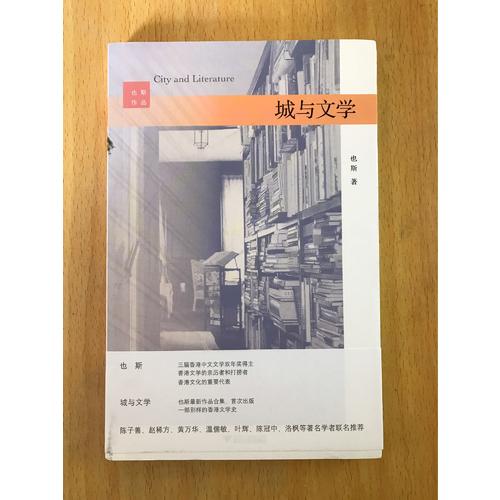 City and Literature
也斯
作品
城与文学
也斯 著
也斯
三届香港中文文学双年奖得主
香港文学的亲历者和打捞者
香港文化的重要代表
城与文学
也斯最新作品合集，首次出版
一部别样的香港文学史
陈子善、赵稀方、黄万华、温儒敏、叶辉、陈冠中、洛枫等著名学者联名推荐